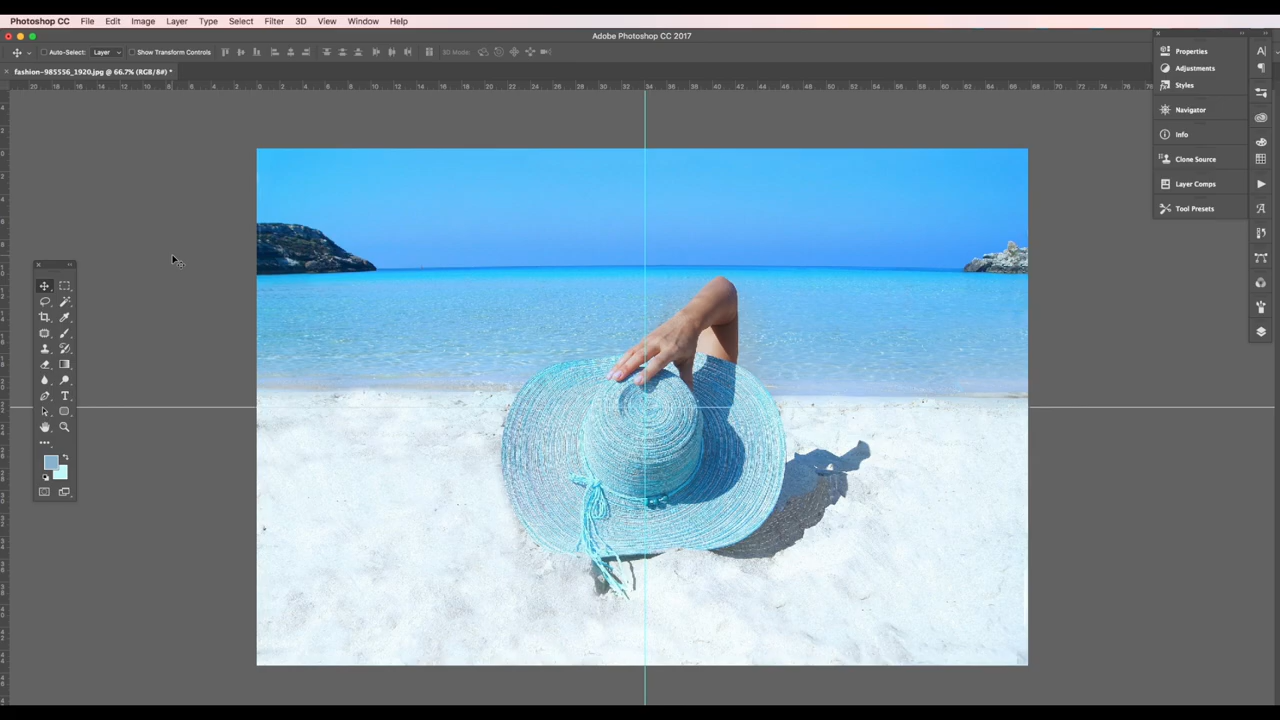 Photoshop CC File Edit Image Layer Type Select Filter 3D View Window Help
Adobe Photoshop CC 2017
Auto-Select: Layer Show Transform Controls 3D Mode:
fashion-985556_1920.jpg @ 66.7% (RGB/8#) *
Properties
Adjustments
Styles
Navigator
Info
Clone Source
Layer Comps
Tool Presets